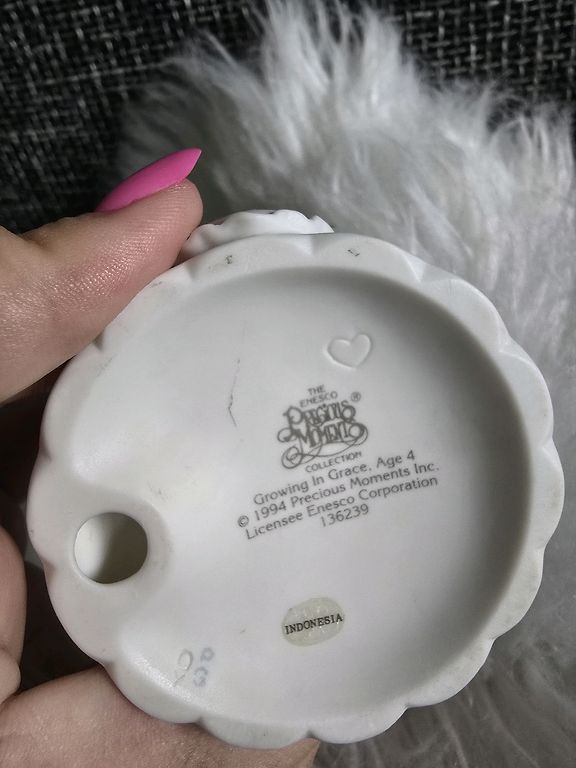 THE
ENESCO
PRECIOUS
MOMENTS®
COLLECTION
Growing In Grace, Age 4
© 1994 Precious Moments Inc.
Licensee Enesco Corporation
136239
INDONESIA